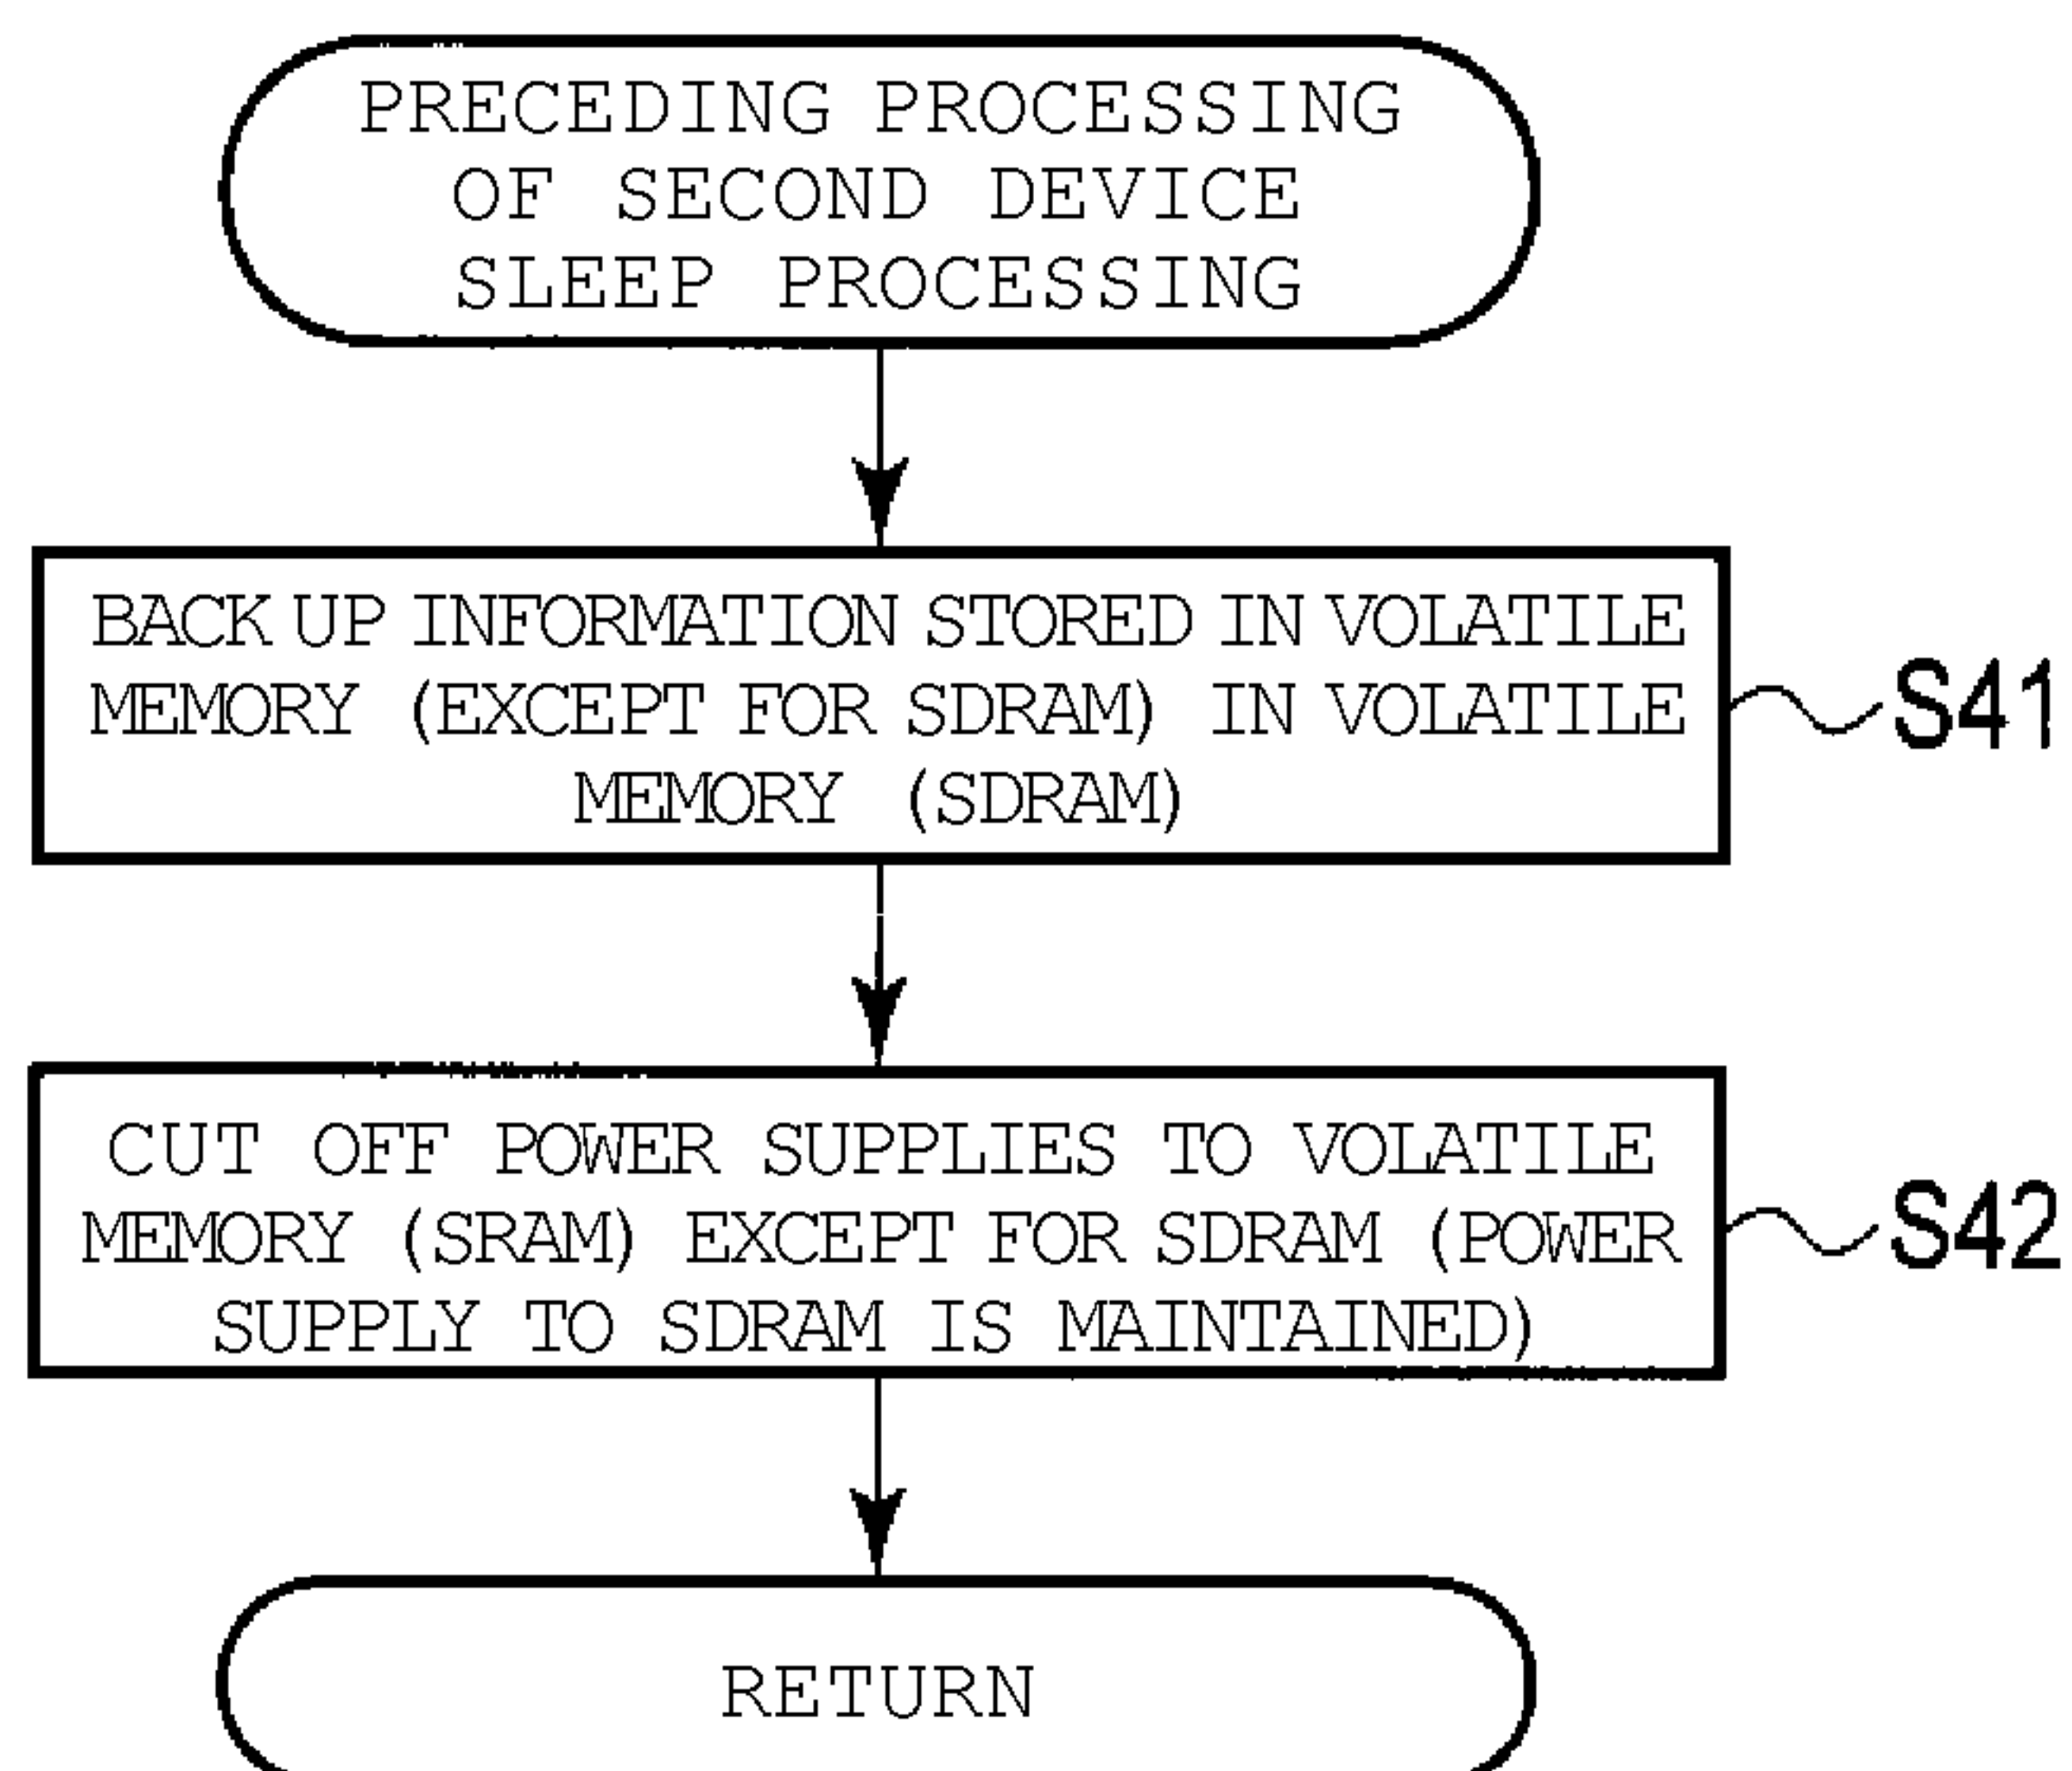 PRECEDING PROCESSING
OF SECOND DEVICE
SLEEP PROCESSING
BACK UP INFORMATION STORED IN VOLATILE
MEMORY (EXCEPT FOR SDRAM) IN VOLATILE
MEMORY (SDRAM)
S41
CUT OFF POWER SUPPLIES TO VOLATILE
MEMORY (SRAM) EXCEPT FOR SDRAM (POWER
SUPPLY TO SDRAM IS MAINTAINED)
S42
RETURN